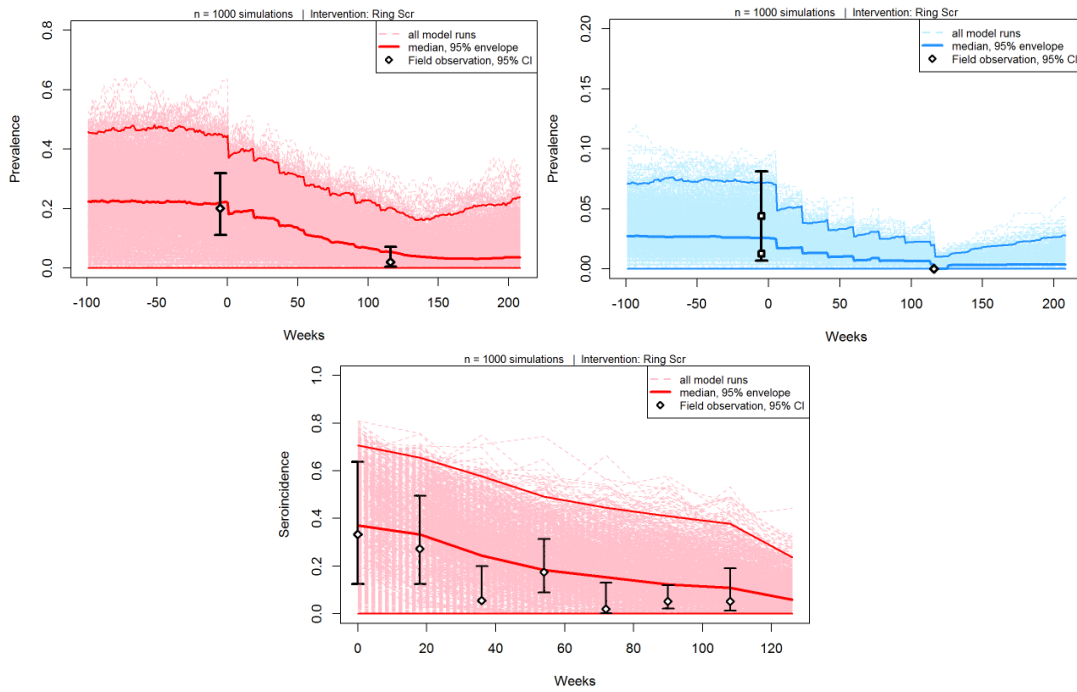 n = 1000 simulations | Intervention: Ring Scr
all model runs
median, 95% envelope
Field observation, 95% CI
Prevalence
0.8
0.6
0.4
0.2
0.0
-100 -50 0 50 100 150 200
Weeks
n = 1000 simulations | Intervention: Ring Scr
all model runs
median, 95% envelope
Field observation, 95% CI
Prevalence
0.20
0.15
0.10
0.05
0.00
-100 -50 0 50 100 150 200
Weeks
n = 1000 simulations | Intervention: Ring Scr
all model runs
median, 95% envelope
Field observation, 95% CI
Seroincidence
1.0
0.8
0.6
0.4
0.2
0.0
0 20 40 60 80 100 120
Weeks